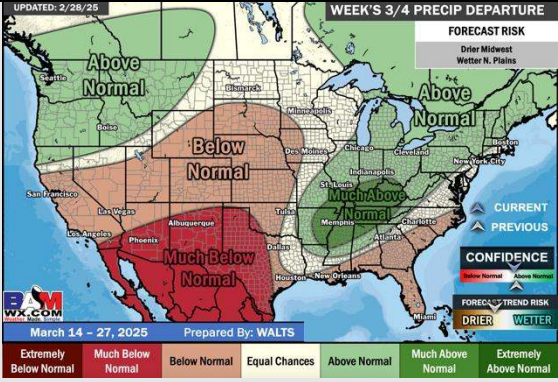 UPDATED: 2/28/25
WEEK'S 3/4 PRECIP DEPARTURE
FORECAST RISK
Drier Midwest
Wetter N. Plains
Above
Normal
Seattle
Boise
Bismarck
Minneapolis
Above
Normal
Boston
Below
Normal
Des Moines
Chicago
Cleveland
New York City
Indianapolis
San Francisco
St. Louis
Much Above
Normal
Las Vegas
Tulsa
Memphis
Charlotte
CURRENT
PREVIOUS
Los Angeles
Albuquerque
Phoenix
Atlanta
Dallas
Much Below
Normal
Houston
New Orleans
CONFIDENCE
Below Normal
Above Normal
Miami
FORECAST TREND RISK
DRIER
WETTER
BAM
WX.COM
Weather Made Simple
March 14 – 27, 2025
Prepared By: WALTS
Extremely
Below Normal
Much Below
Normal
Below Normal
Equal Chances
Above Normal
Much Above
Normal
Extremely
Above Normal